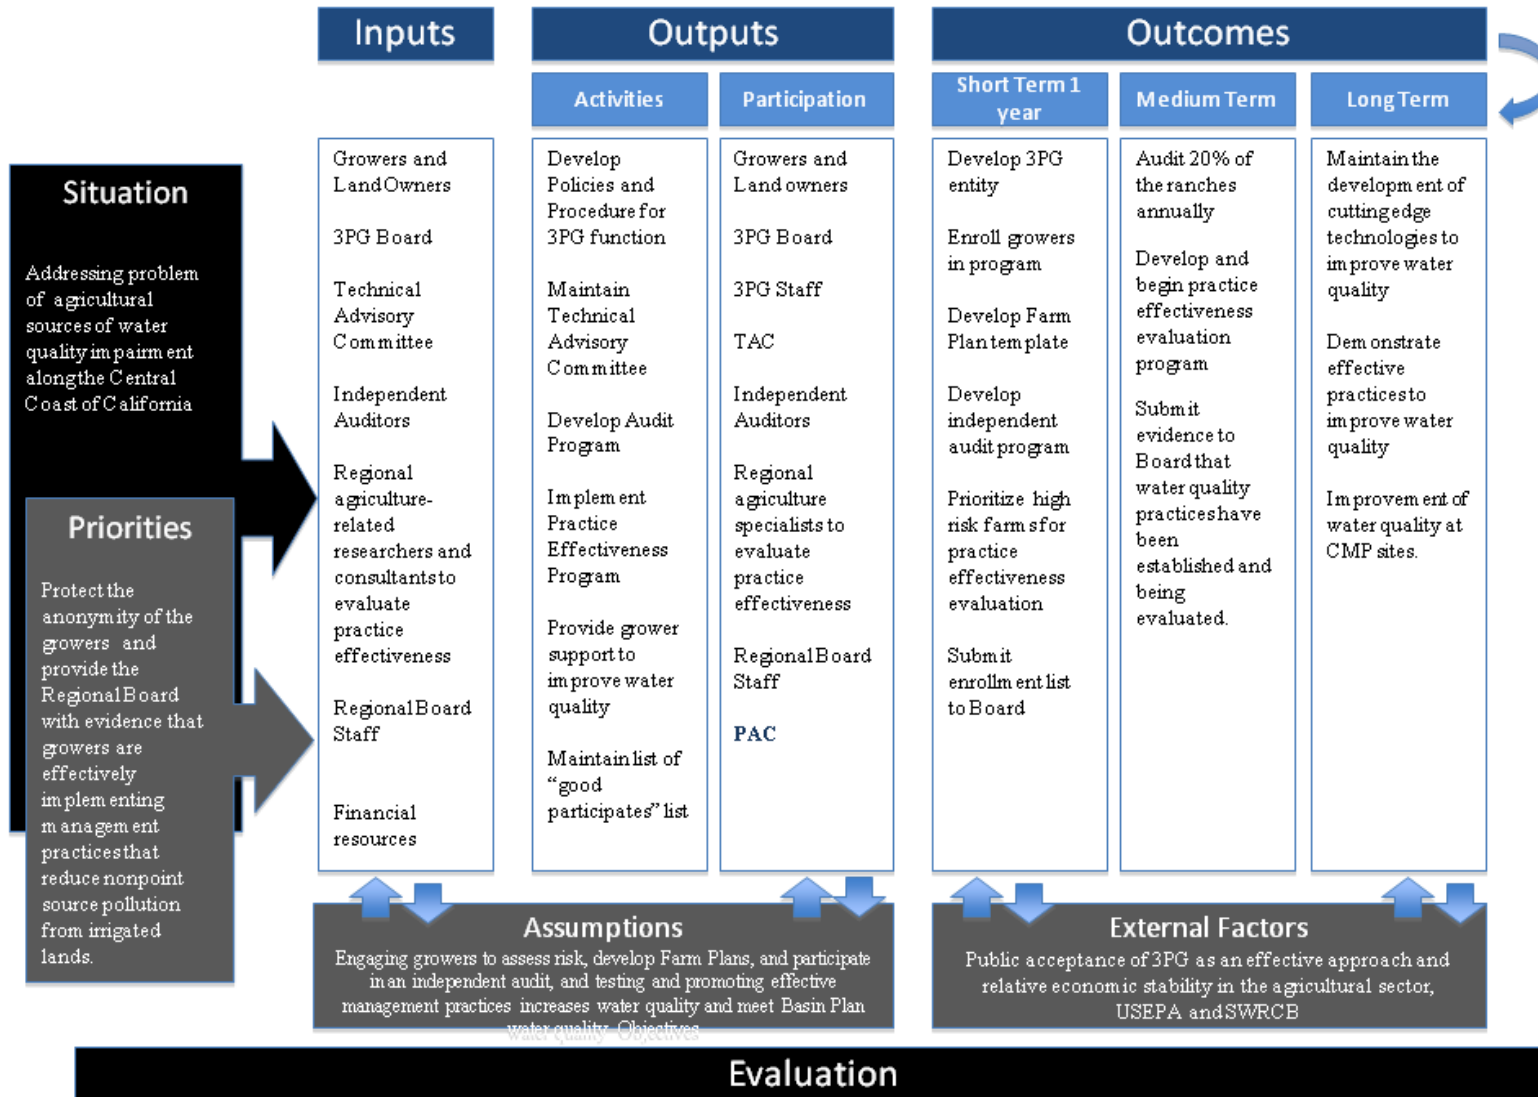 Inputs
Outputs
Outcomes
Activities
Participation
Short Term 1
year
Medium Term
Long Term
Situation
Addressing problem
of agricultural
sources of water
quality impairment
along the Central
Coast of California
Priorities
Protect the
anonymity of the
growers and
provide the
Regional Board
with evidence that
growers are
effectively
implementing
management
practices that
reduce nonpoint
source pollution
from irrigated
lands.
Growers and
Land Owners
3PG Board
Technical
Advisory
Committee
Independent
Auditors
Regional
agriculture-
related
researchers and
consultants to
evaluate
practice
effectiveness
Regional Board
Staff
Financial
resources
Develop
Policies and
Procedure for
3PG function
Maintain
Technical
Advisory
Committee
Develop Audit
Program
Implement
Practice
Effectiveness
Program
Provide grower
support to
improve water
quality
Maintain list of
“good
participates” list
Growers and
Land owners
3PG Board
3PG Staff
TAC
Independent
Auditors
Regional
agriculture
specialists to
evaluate
practice
effectiveness
Regional Board
Staff
PAC
Develop 3PG
entity
Enroll growers
in program
Develop Farm
Plan template
Develop
independent
audit program
Prioritize high
risk farms for
practice
effectiveness
evaluation
Submit
enrollment list
to Board
Audit 20% of
the ranches
annually
Develop and
begin practice
effectiveness
evaluation
program
Submit
evidence to
Board that
water quality
practices have
been
established and
being
evaluated.
Maintain the
development of
cutting edge
technologies to
improve water
quality
Demonstrate
effective
practices to
improve water
quality
Improvement of
water quality at
CMP sites.
Assumptions
Engaging growers to assess risk, develop Farm Plans, and participate
in an independent audit, and testing and promoting effective
management practices increases water quality and meet Basin Plan
water quality Objectives
External Factors
Public acceptance of 3PG as an effective approach and
relative economic stability in the agricultural sector,
USEPA and SWRCB
Evaluation